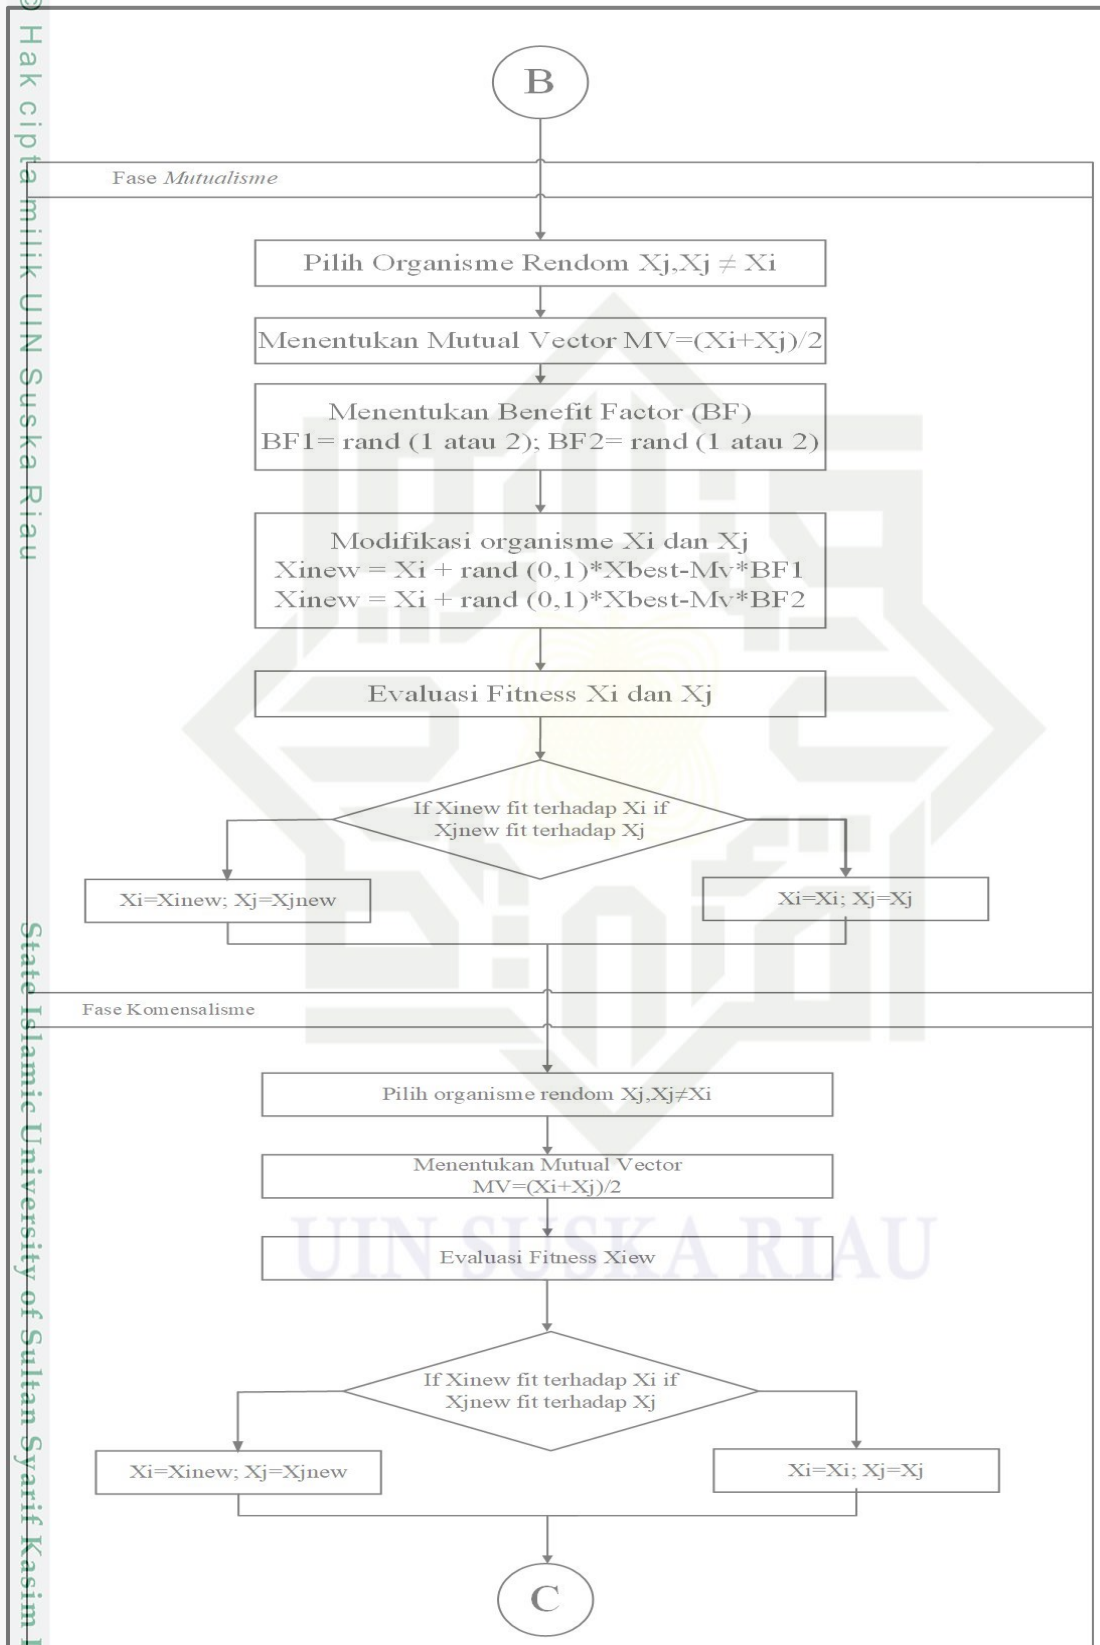 © Hak cipta milik UIN Suska Riau
State Islamic University of Sultan Syarif Kasim
B
Fase Mutualisme
Pilih Organisme Rendom Xj,Xj ≠ Xi
Menentukan Mutual Vector MV=(Xi+Xj)/2
Menentukan Benefit Factor (BF)
BF1= rand (1 atau 2); BF2= rand (1 atau 2)
Modifikasi organisme Xi dan Xj
Xinew = Xi + rand (0,1)*Xbest-Mv*BF1
Xinew = Xi + rand (0,1)*Xbest-Mv*BF2
Evaluasi Fitness Xi dan Xj
If Xinew fit terhadap Xi if
Xjnew fit terhadap Xj
Xi=Xinew; Xj=Xjnew
Xi=Xi; Xj=Xj
Fase Komensalisme
Pilih organisme rendom Xj,Xj≠Xi
Menentukan Mutual Vector
MV=(Xi+Xj)/2
UIN SUSKA RIAU
Evaluasi Fitness Xiew
If Xinew fit terhadap Xi if
Xjnew fit terhadap Xj
Xi=Xinew; Xj=Xjnew
Xi=Xi; Xj=Xj
C